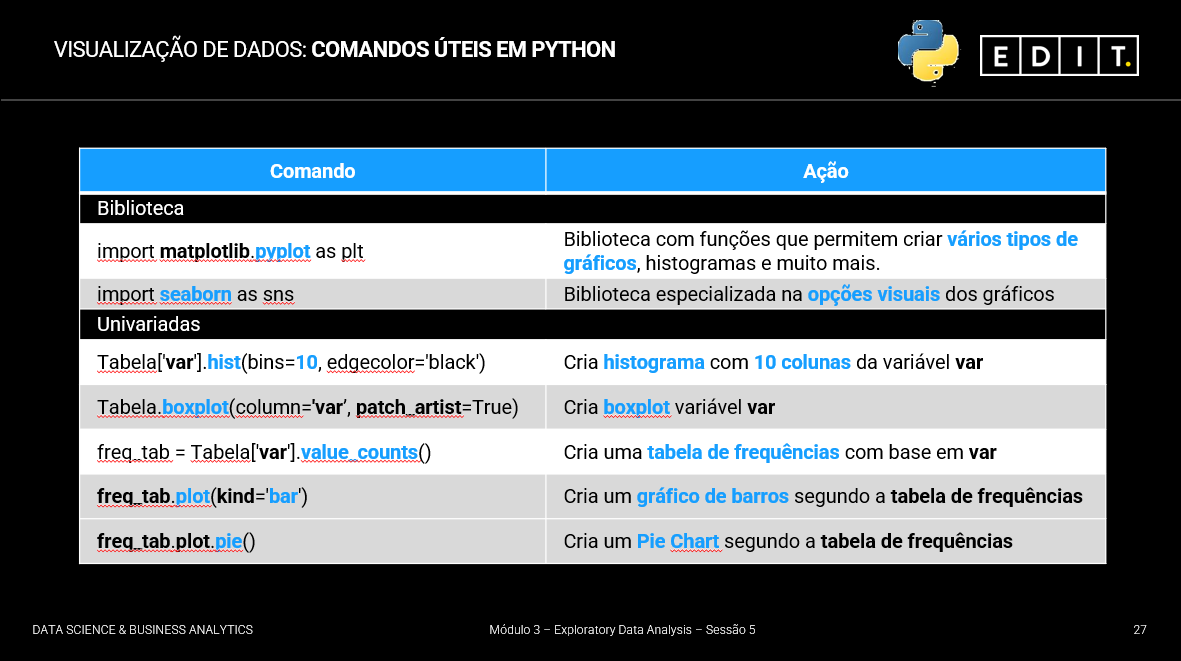 VISUALIZAÇÃO DE DADOS: COMANDOS ÚTEIS EM PYTHON
EDIT.
Comando Ação
Biblioteca
import matplotlib.pyplot as plt
Biblioteca com funções que permitem criar vários tipos de
gráficos, histogramas e muito mais.
import seaborn as sns
Biblioteca especializada na opções visuais dos gráficos
Univariadas
Tabela['var'].hist(bins=10, edgecolor='black')
Cria histograma com 10 colunas da variável var
Tabela.boxplot(column='var’, patch_artist=True)
Cria boxplot variável var
freq_tab = Tabela['var'].value_counts()
Cria uma tabela de frequências com base em var
freq_tab.plot(kind='bar')
Cria um gráfico de barros segundo a tabela de frequências
freq_tab.plot.pie()
Cria um Pie Chart segundo a tabela de frequências
DATA SCIENCE & BUSINESS ANALYTICS
Módulo 3 – Exploratory Data Analysis – Sessão 5
27